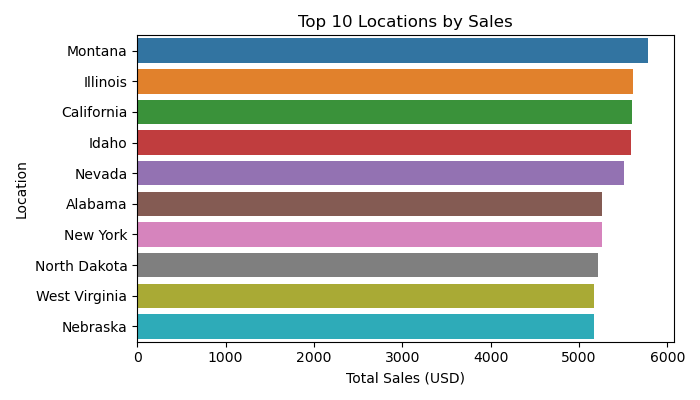 Top 10 Locations by Sales
Location
Montana
Illinois
California
Idaho
Nevada
Alabama
New York
North Dakota
West Virginia
Nebraska
0 1000 2000 3000 4000 5000 6000
Total Sales (USD)